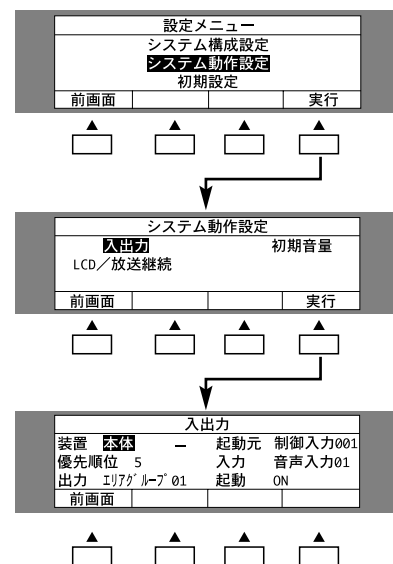 設定メニュー
システム構成設定
システム動作設定
初期設定
前画面 実行
システム動作設定
入出力 初期音量
LCD/放送継続
前画面 実行
入出力
装置 本体 − 起動元 制御入力001
優先順位 5 入力 音声入力01
出力 エリアグループ01 起動 ON
前画面